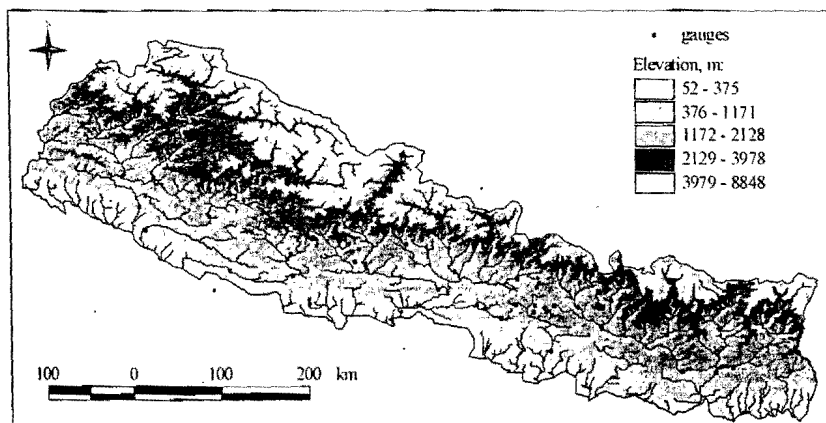 gauges
Elevation, m:
52 - 375
376 - 1171
1172 - 2128
2129 - 3978
3979 - 8848
100 0 100 200 km